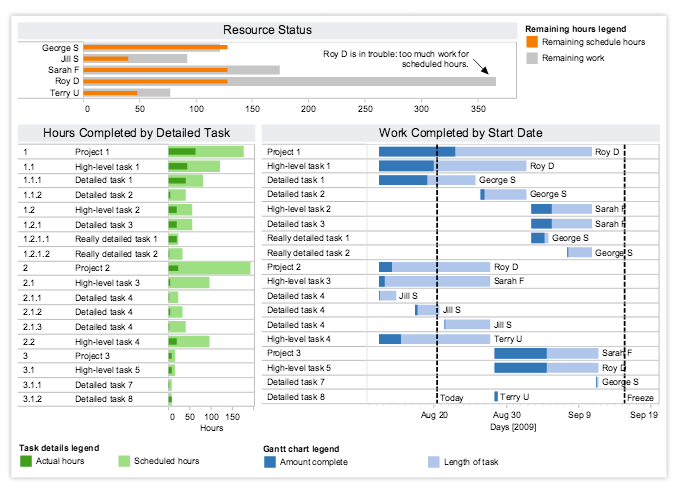 Resource Status
George S
Jill S
Sarah F
Roy D
Terry U
Roy D is in trouble: too much work for
scheduled hours.
0 50 100 150 200 250 300 350
Remaining hours legend
Remaining schedule hours
Remaining work
Hours Completed by Detailed Task
1 Project 1
1.1 High-level task 1
1.1.1 Detailed task 1
1.1.2 Detailed task 2
1.2 High-level task 2
1.2.1 Detailed task 3
1.2.1.1 Really detailed task 1
1.2.1.2 Really detailed task 2
2 Project 2
2.1 High-level task 3
2.1.1 Detailed task 4
2.1.2 Detailed task 4
2.1.3 Detailed task 4
2.2 High-level task 4
3 Project 3
3.1 High-level task 5
3.1.1 Detailed task 7
3.1.2 Detailed task 8
0 50 100 150
Hours
Work Completed by Start Date
Project 1 Roy D
High-level task 1 Roy D
Detailed task 1 George S
Detailed task 2 George S
High-level task 2 Sarah F
Detailed task 3 Sarah F
Really detailed task 1 George S
Really detailed task 2 George S
Project 2 Roy D
High-level task 3 Sarah F
Detailed task 4 Jill S
Detailed task 4 Jill S
Detailed task 4 Jill S
High-level task 4 Terry U
Project 3 Sarah F
High-level task 5 Roy D
Detailed task 7 George S
Detailed task 8 Today Terry U Freeze
Aug 20 Aug 30 Sep 9 Sep 19
Days [2009]
Task details legend
Actual hours Scheduled hours
Gantt chart legend
Amount complete Length of task